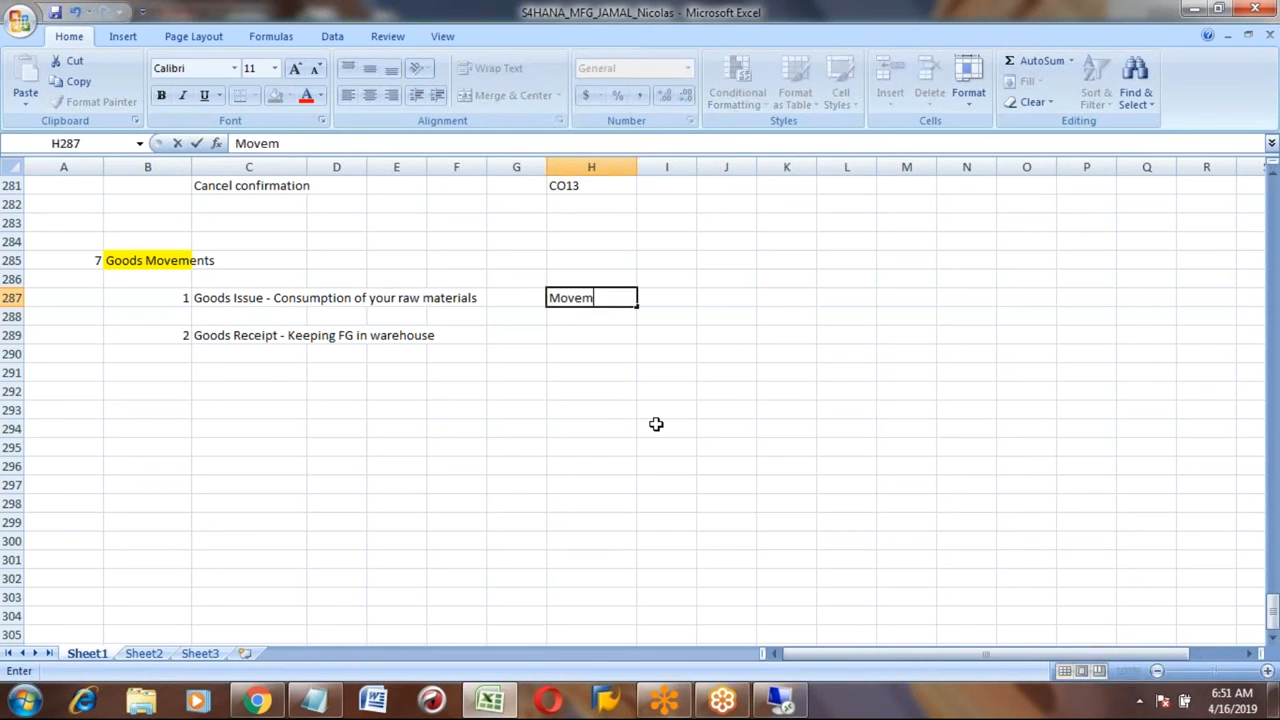 S4HANA_MFG_JAMAL_Nicolas - Microsoft Excel
Home Insert Page Layout Formulas Data Review View
Paste
Cut
Copy
Format Painter
Clipboard
Calibri 11
B I U
Font
Wrap Text
Merge & Center
Alignment
General
$ % ,
Number
Conditional Formatting
Format as Table
Cell Styles
Styles
Insert
Delete
Format
Cells
Σ AutoSum
Fill
Clear
Sort & Filter
Find & Select
Editing
H287 fx Movem
A B C D E F G H I J K L M N O P Q R
281 Cancel confirmation CO13
282
283
284
285 7 Goods Movements
286
287 1 Goods Issue - Consumption of your raw materials Movem
288
289 2 Goods Receipt - Keeping FG in warehouse
290
291
292
293
294
295
296
297
298
299
300
301
302
303
304
305
Sheet1 Sheet2 Sheet3
Enter
6:51 AM
4/16/2019